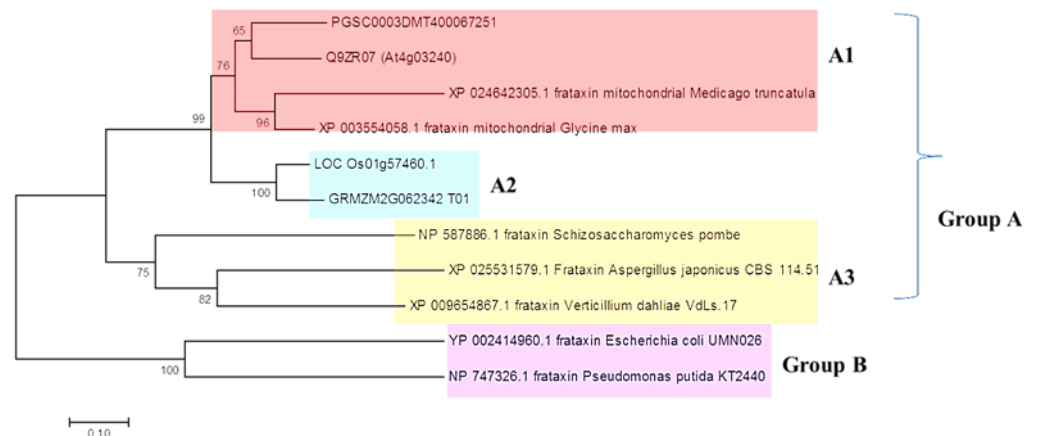 PGSC0003DMT400067251
65
Q9ZR07 (At4g03240)
A1
76
XP 024642305.1 frataxin mitochondrial Medicago truncatula
96
XP 003554058.1 frataxin mitochondrial Glycine max
99
LOC Os01g57460.1
A2
100
GRMZM2G062342 T01
Group A
NP 587886.1 frataxin Schizosaccharomyces pombe
75
XP 025531579.1 Frataxin Aspergillus japonicus CBS 114.51
A3
82
XP 009654867.1 frataxin Verticillium dahliae VdLs.17
YP 002414960.1 frataxin Escherichia coli UMN026
Group B
100
NP 747326.1 frataxin Pseudomonas putida KT2440
0.10